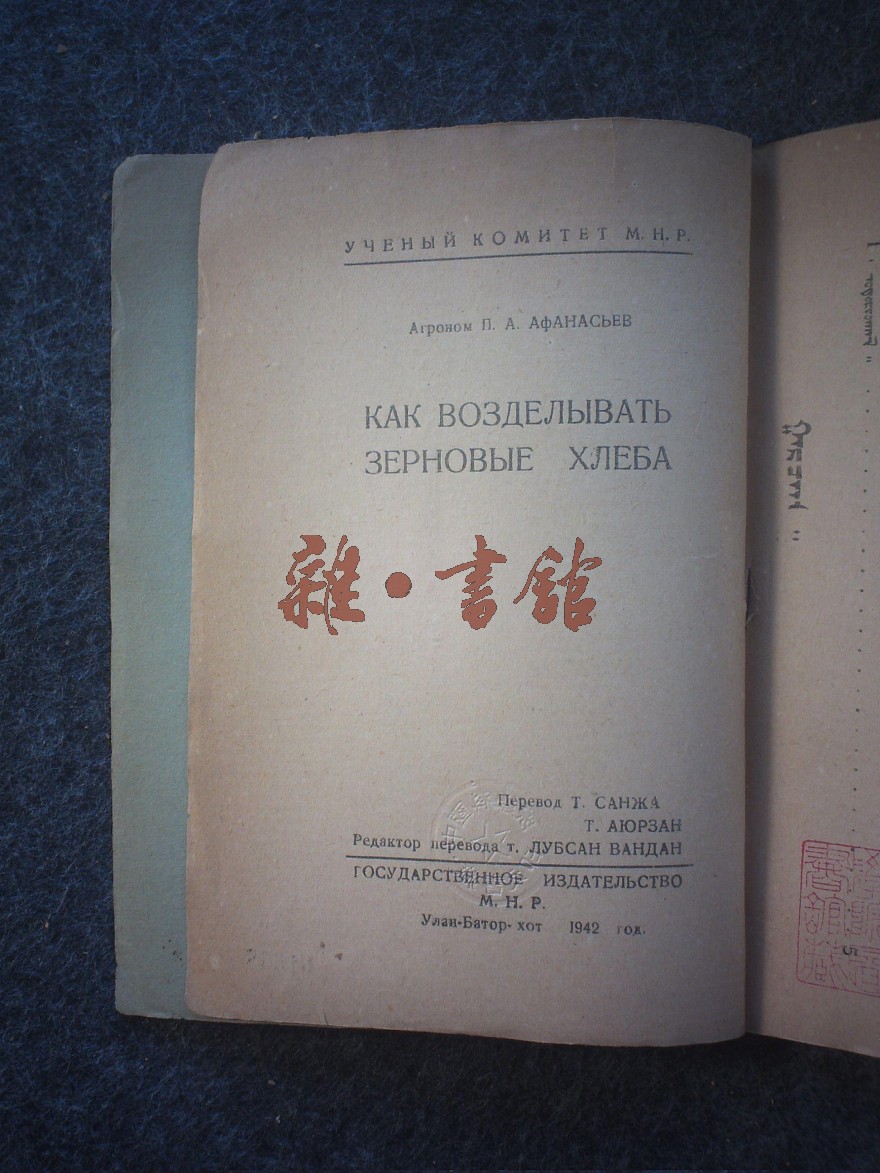 УЧЕНЫЙ КОМИТЕТ М. Н. Р.
Агроном П. А. АфАНАСЬЕВ
КАК ВОЗДЕЛЫВАТЬ
ЗЕРНОВЫЕ ХЛЕБА
雜·書館
Перевод Т. САНЖА
Т. АЮРЗАН
Редактор перевода т. ЛУБСАН ВАНДАН
ГОСУДАРСТВЕННОЕ ИЗДАТЕЛЬСТВО
М. Н. Р.
Улан-Батор-хот 1942 год.
5